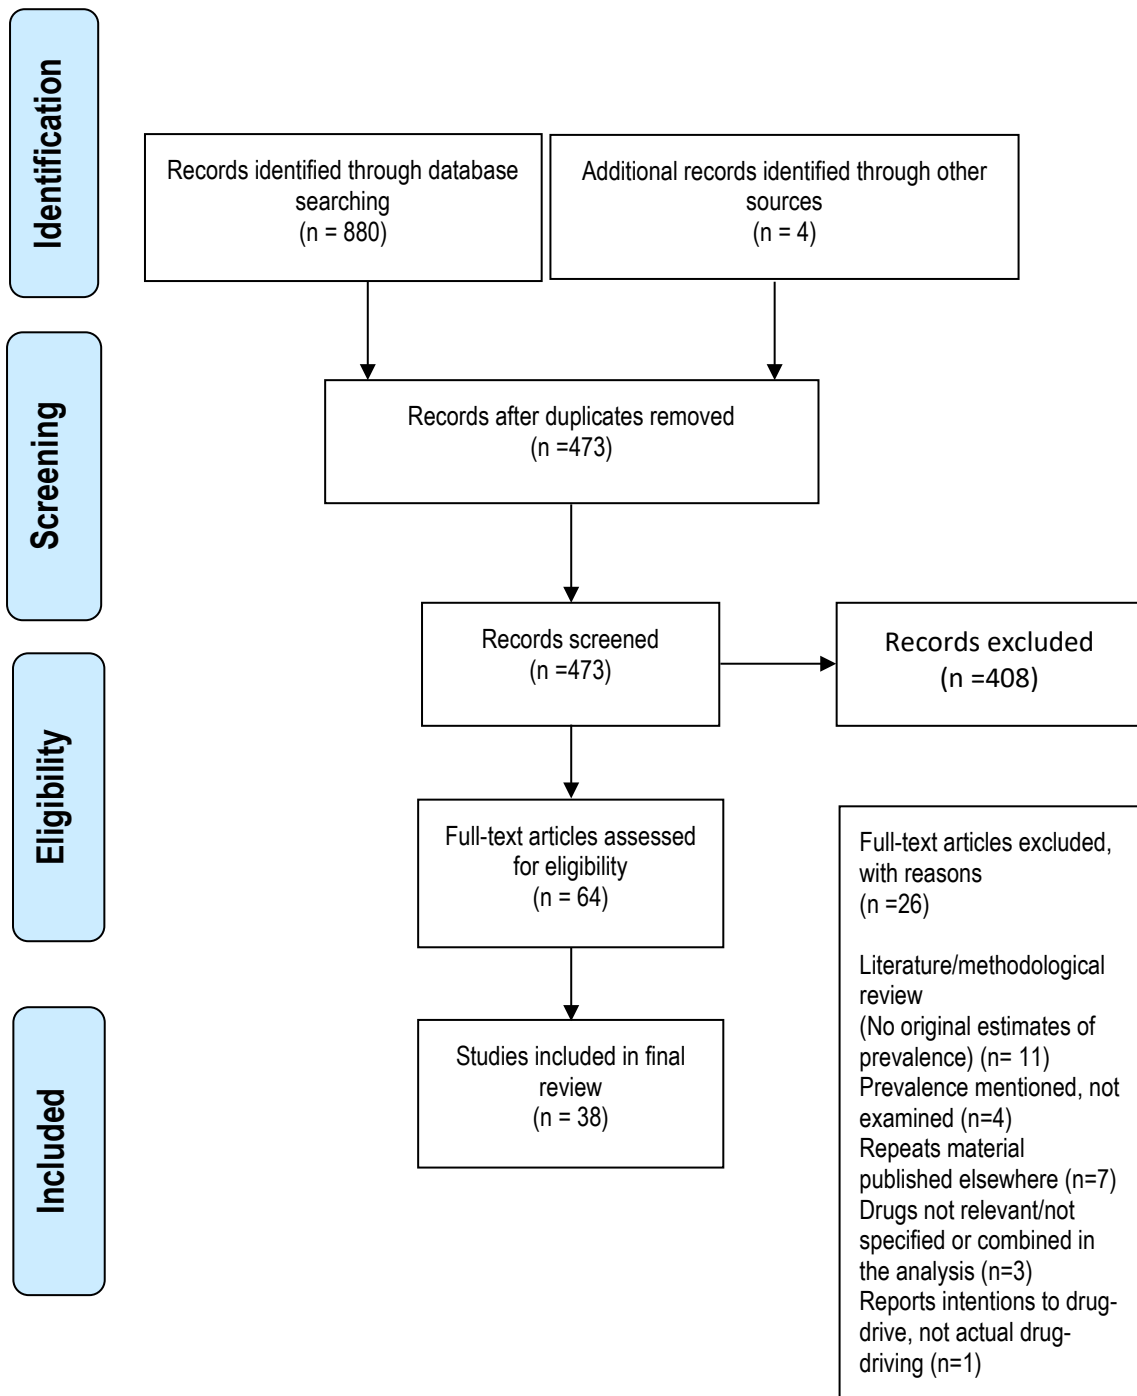 Identification
Records identified through database
searching
(n = 880)
Additional records identified through other
sources
(n = 4)
Screening
Records after duplicates removed
(n =473)
Records screened
(n =473)
Records excluded
(n =408)
Eligibility
Full-text articles assessed
for eligibility
(n = 64)
Full-text articles excluded,
with reasons
(n =26)
Literature/methodological
review
(No original estimates of
prevalence) (n= 11)
Prevalence mentioned, not
examined (n=4)
Repeats material
published elsewhere (n=7)
Drugs not relevant/not
specified or combined in
the analysis (n=3)
Reports intentions to drug-
drive, not actual drug-
driving (n=1)
Included
Studies included in final
review
(n = 38)